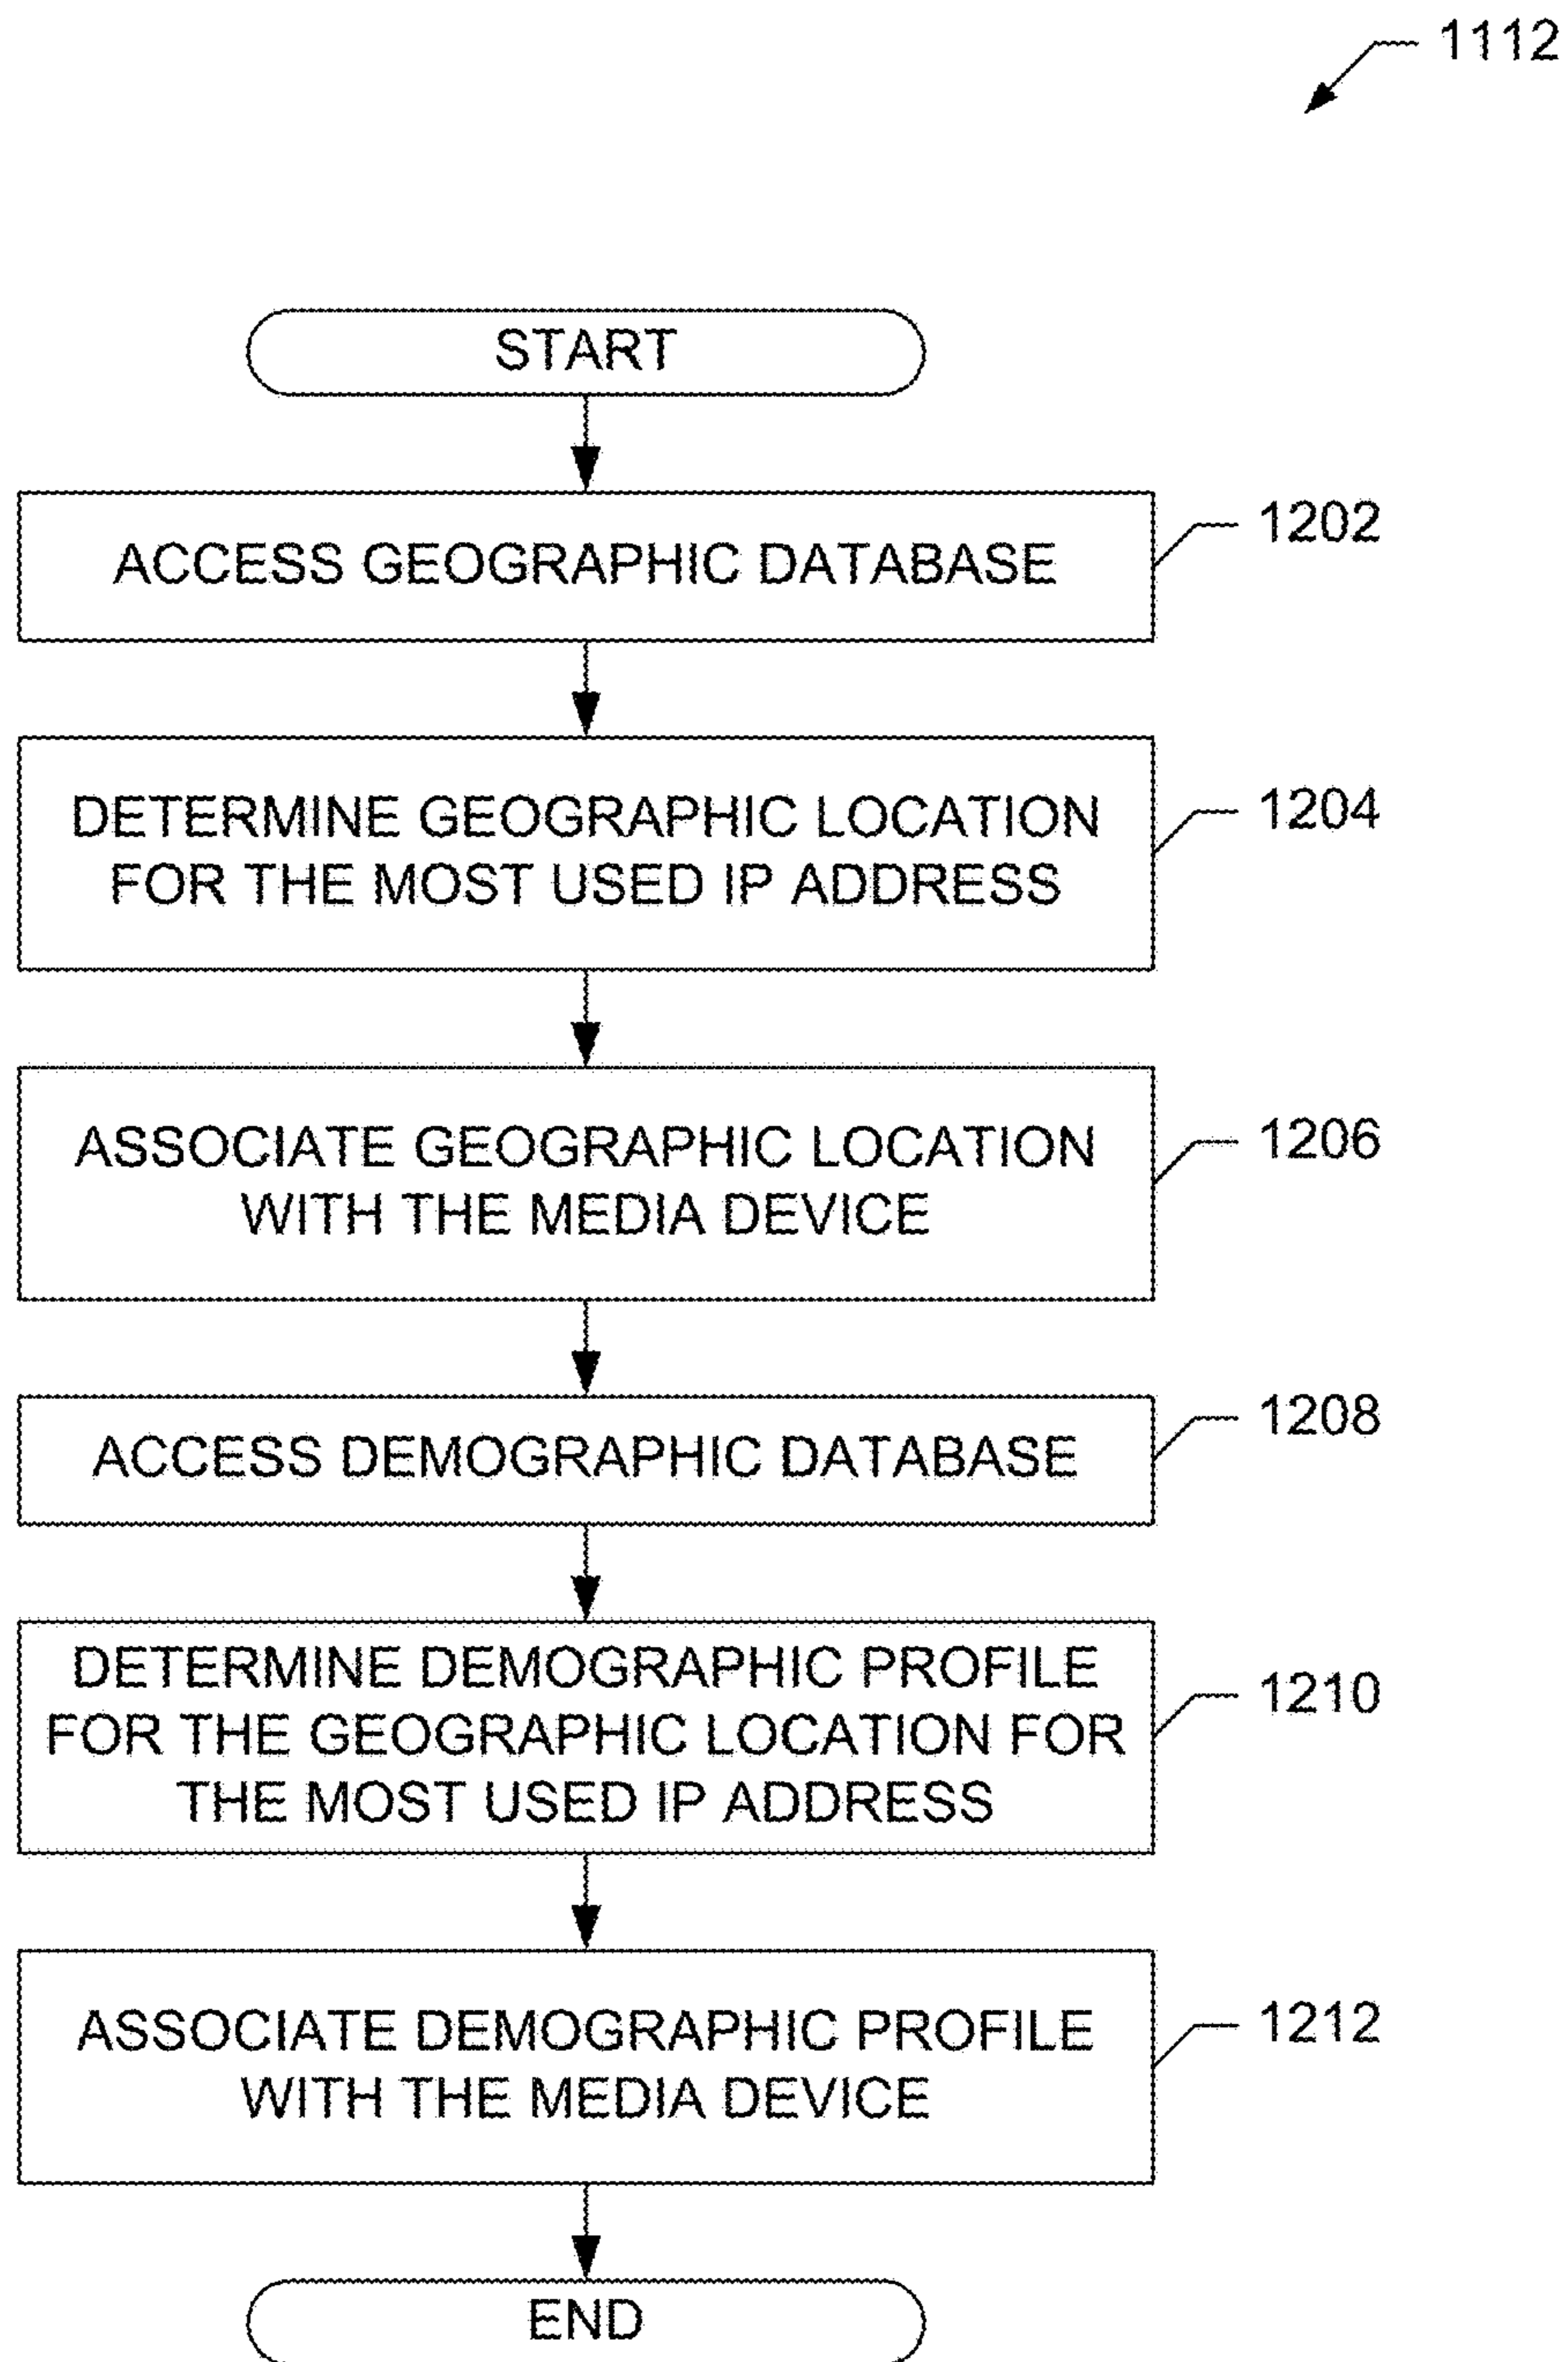 1112
START
ACCESS GEOGRAPHIC DATABASE
1202
DETERMINE GEOGRAPHIC LOCATION
FOR THE MOST USED IP ADDRESS
1204
ASSOCIATE GEOGRAPHIC LOCATION
WITH THE MEDIA DEVICE
1206
ACCESS DEMOGRAPHIC DATABASE
1208
DETERMINE DEMOGRAPHIC PROFILE
FOR THE GEOGRAPHIC LOCATION FOR
THE MOST USED IP ADDRESS
1210
ASSOCIATE DEMOGRAPHIC PROFILE
WITH THE MEDIA DEVICE
1212
END